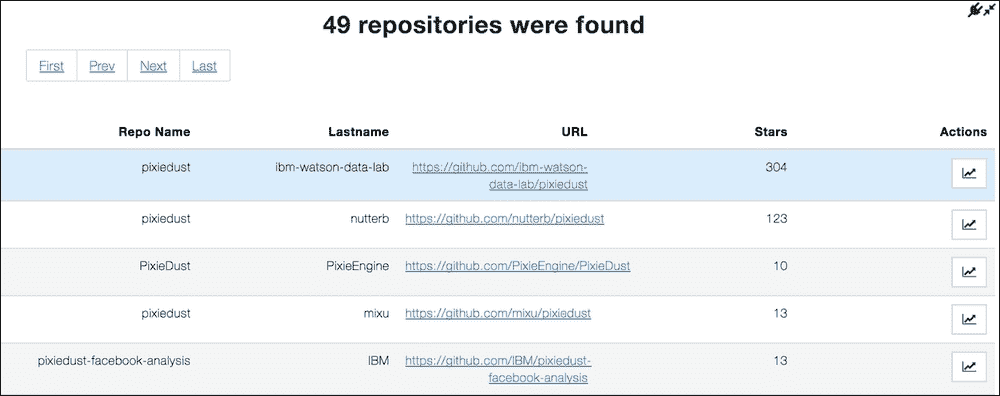 49 repositories were found
First Prev Next Last
Repo Name Lastname URL Stars Actions
pixiedust ibm-watson-data-lab https://github.com/ibm-watson- 304
data-lab/pixiedust
pixiedust nutterb https://github.com/nutterb/pixiedust 123
PixieDust PixieEngine https://github.com/PixieEngine/PixieDust 10
pixiedust mixu https://github.com/mixu/pixiedust 13
pixiedust-facebook-analysis IBM https://github.com/IBM/pixiedust- 13
facebook-analysis